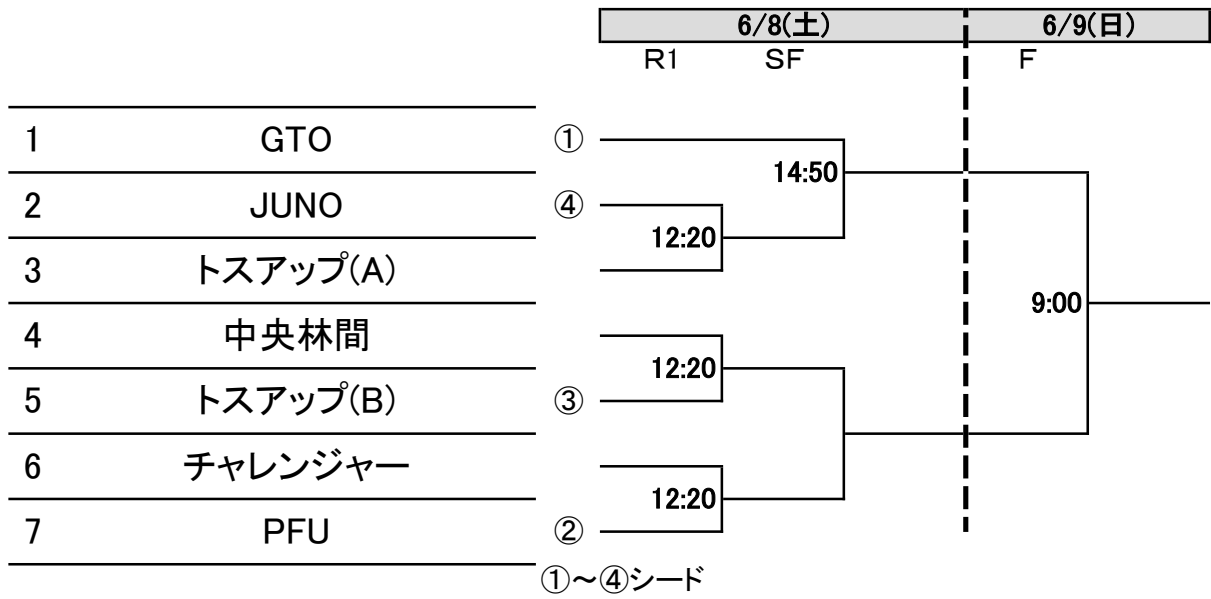 6/8(土) 6/9(日)
R1 SF F
1 GTO ①
14:50
2 JUNO ④
12:20
3 トスアップ(A)
9:00
4 中央林間
12:20
5 トスアップ(B) ③
6 チャレンジャー
12:20
7 PFU ②
①～④シード